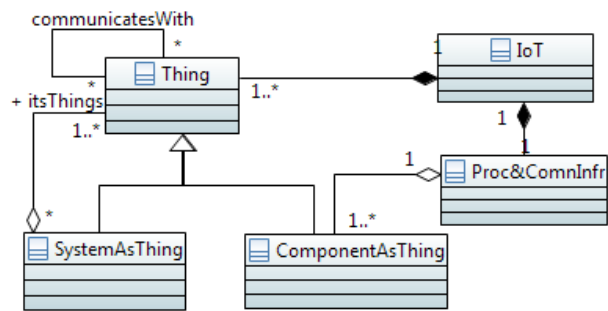 communicatesWith
*
1
IoT
*
Thing
1..*
+ itsThings
1..*
1
1
1
Proc&ComnInfr
*
1..*
SystemAsThing
ComponentAsThing